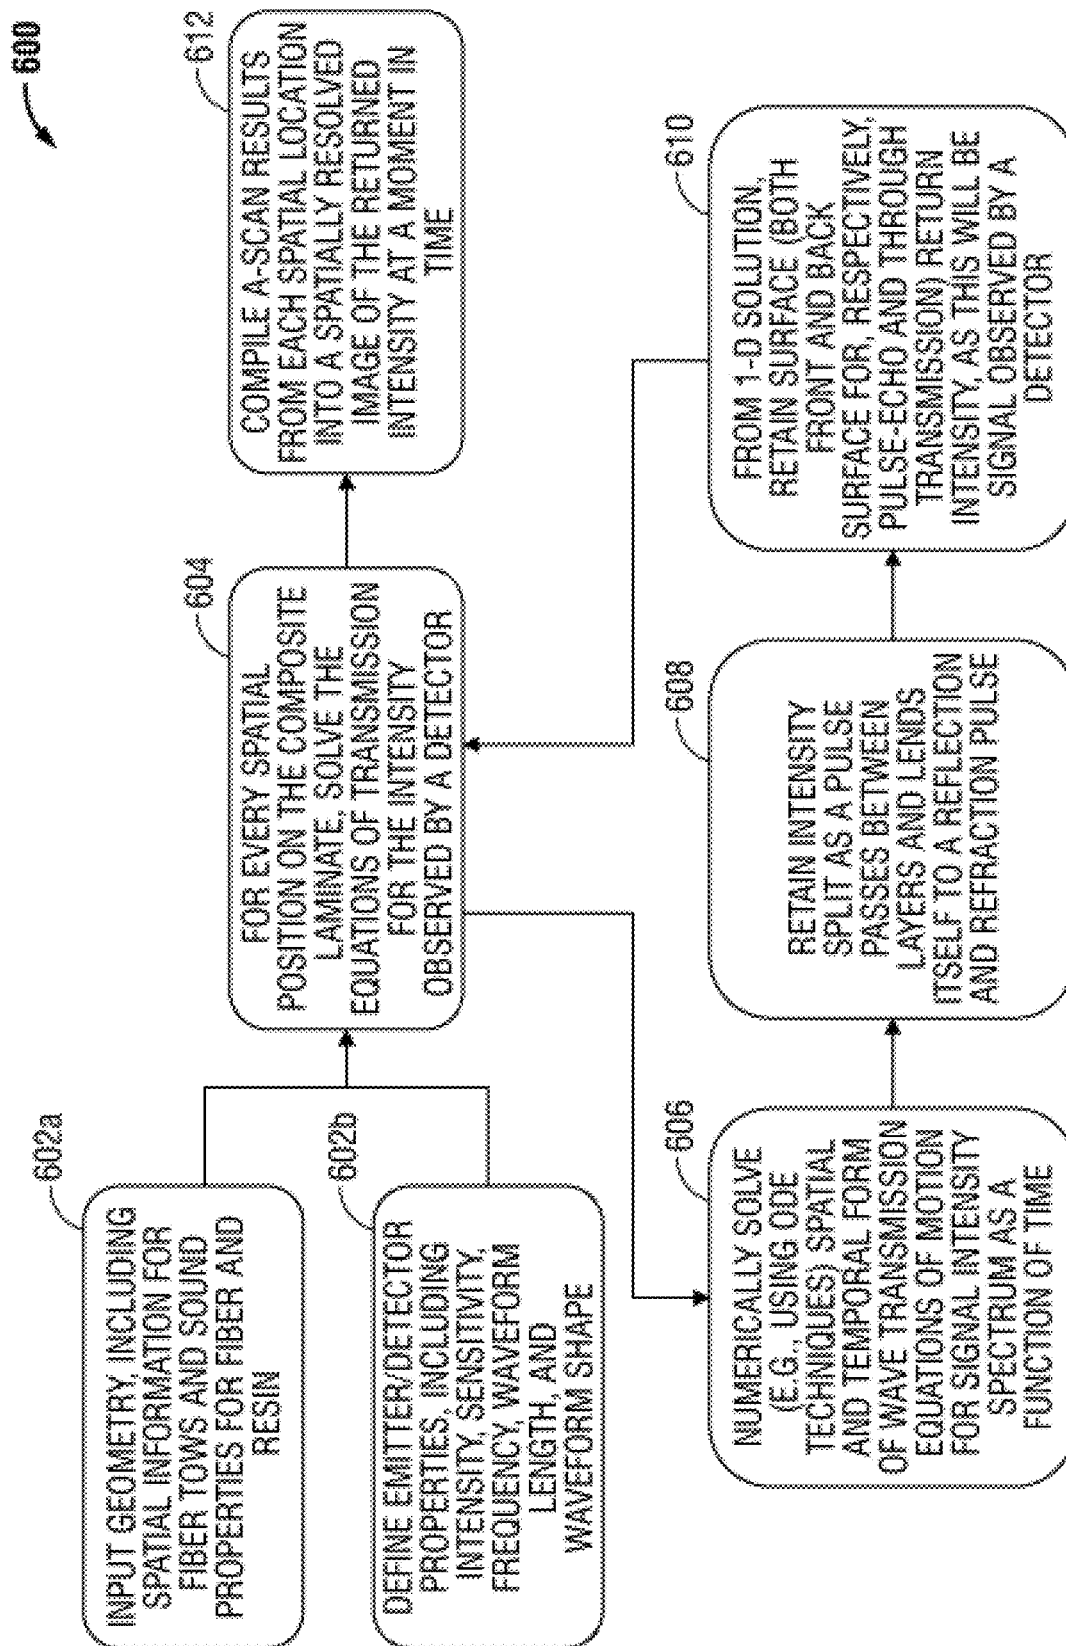 600
602a
INPUT GEOMETRY, INCLUDING
SPATIAL INFORMATION FOR
FIBER TOWS AND SOUND
PROPERTIES FOR FIBER AND
RESIN
602b
DEFINE EMITTER/DETECTOR
PROPERTIES, INCLUDING
INTENSITY, SENSITIVITY,
FREQUENCY, WAVEFORM
LENGTH, AND
WAVEFORM SHAPE
604
FOR EVERY SPATIAL
POSITION ON THE COMPOSITE
LAMINATE, SOLVE THE
EQUATIONS OF TRANSMISSION
FOR THE INTENSITY
OBSERVED BY A DETECTOR
612
COMPILE A-SCAN RESULTS
FROM EACH SPATIAL LOCATION
INTO A SPATIALLY RESOLVED
IMAGE OF THE RETURNED
INTENSITY AT A MOMENT IN
TIME
606
NUMERICALLY SOLVE
(E.G., USING ODE
TECHNIQUES) SPATIAL
AND TEMPORAL FORM
OF WAVE TRANSMISSION
EQUATIONS OF MOTION
FOR SIGNAL INTENSITY
SPECTRUM AS A
FUNCTION OF TIME
608
RETAIN INTENSITY
SPLIT AS A PULSE
PASSES BETWEEN
LAYERS AND LENDS
ITSELF TO A REFLECTION
AND REFRACTION PULSE
610
FROM 1-D SOLUTION,
RETAIN SURFACE (BOTH
FRONT AND BACK
SURFACE FOR, RESPECTIVELY,
PULSE-ECHO AND THROUGH
TRANSMISSION) RETURN
INTENSITY, AS THIS WILL BE
SIGNAL OBSERVED BY A
DETECTOR